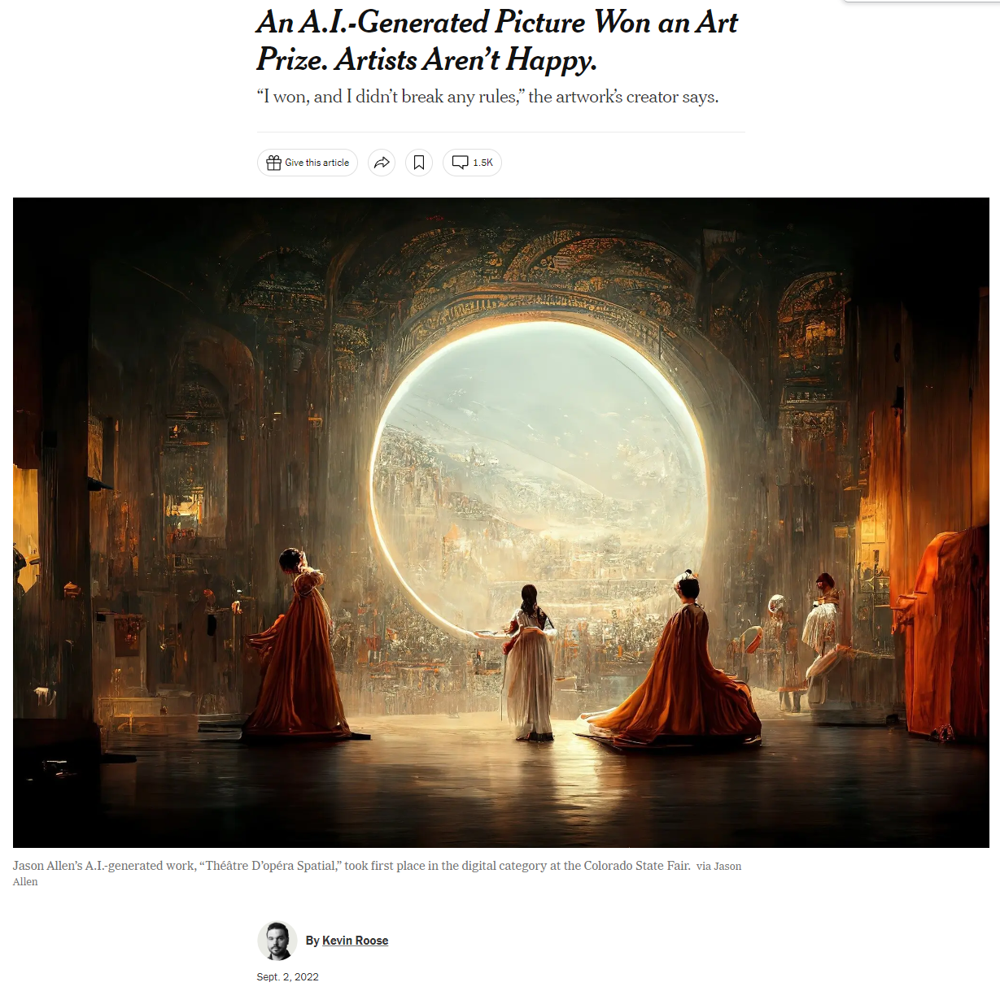 An A.I.-Generated Picture Won an Art
Prize. Artists Aren’t Happy.
“I won, and I didn’t break any rules,” the artwork’s creator says.
Give this article
1.5K
Jason Allen’s A.I.-generated work, “Théâtre D’opéra Spatial,” took first place in the digital category at the Colorado State Fair. via Jason
Allen
By Kevin Roose
Sept. 2, 2022